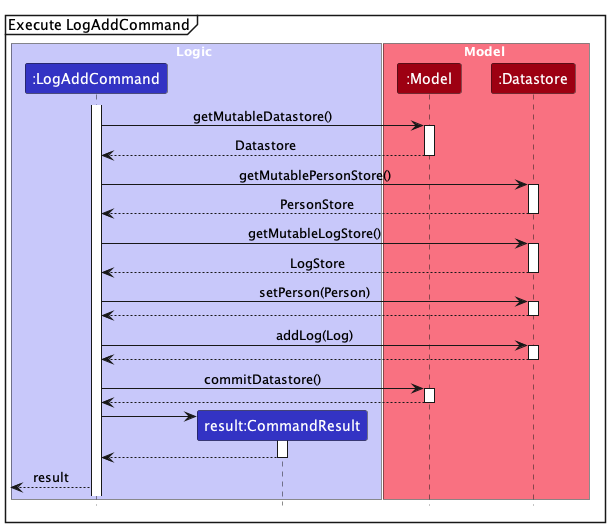 Execute LogAddCommand
Logic
Model
:LogAddCommand
:Model
:Datastore
getMutableDatastore()
Datastore
getMutablePersonStore()
PersonStore
getMutableLogStore()
LogStore
setPerson(Person)
addLog(Log)
commitDatastore()
result:CommandResult
result